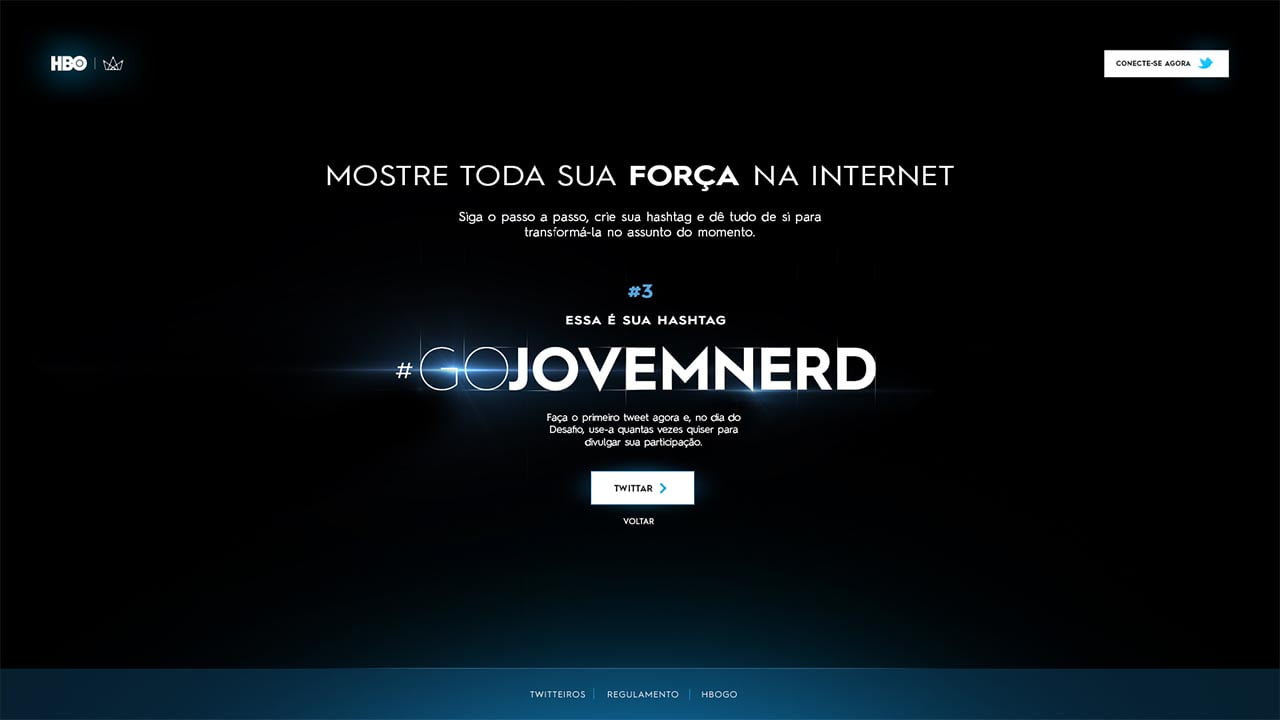 HBO
CONECTE-SE AGORA
MOSTRE TODA SUA FORÇA NA INTERNET
Siga o passo a passo, crie sua hashtag e dê tudo de si para
transformá-la no assunto do momento.
#3
ESSA É SUA HASHTAG
#GOJOVEMNERD
Faça o primeiro tweet agora e, no dia do
Desafio, use-a quantas vezes quiser para
divulgar sua participação.
TWITTAR
VOLTAR
TWITTEIROS | REGULAMENTO | HBOGO